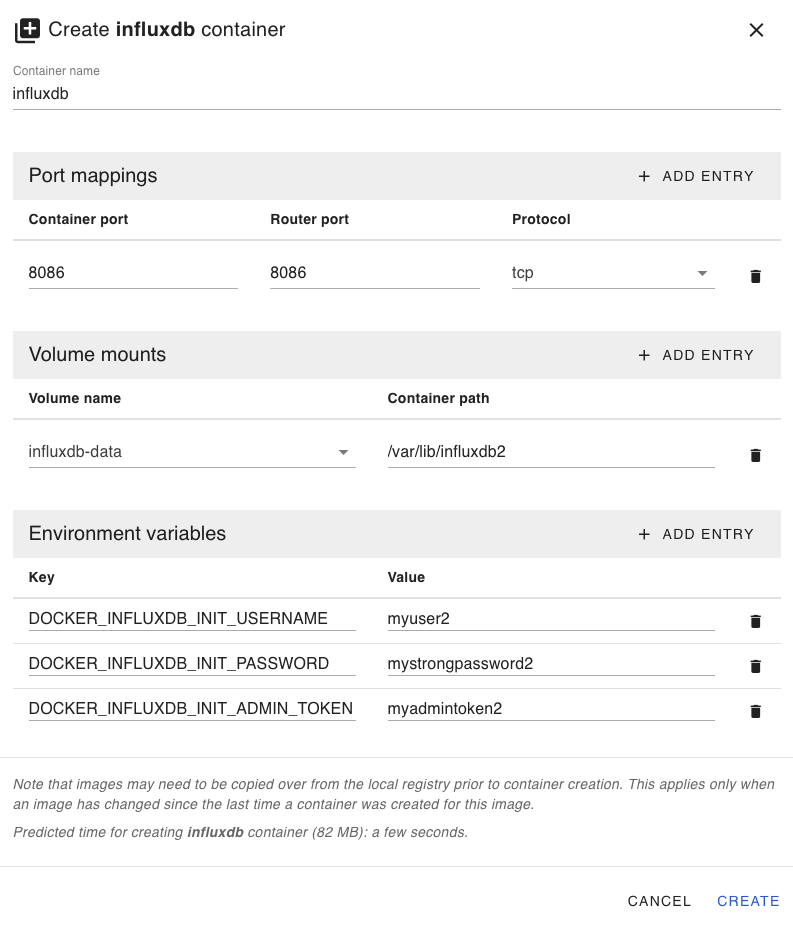 Create influxdb container
Container name
influxdb
Port mappings
ADD ENTRY
Container port Router port Protocol
8086 8086 tcp
Volume mounts
ADD ENTRY
Volume name Container path
influxdb-data /var/lib/influxdb2
Environment variables
ADD ENTRY
Key Value
DOCKER_INFLUXDB_INIT_USERNAME myuser2
DOCKER_INFLUXDB_INIT_PASSWORD mystrongpassword2
DOCKER_INFLUXDB_INIT_ADMIN_TOKEN myadmintoken2
Note that images may need to be copied over from the local registry prior to container creation. This applies only when
an image has changed since the last time a container was created for this image.
Predicted time for creating influxdb container (82 MB): a few seconds.
CANCEL CREATE